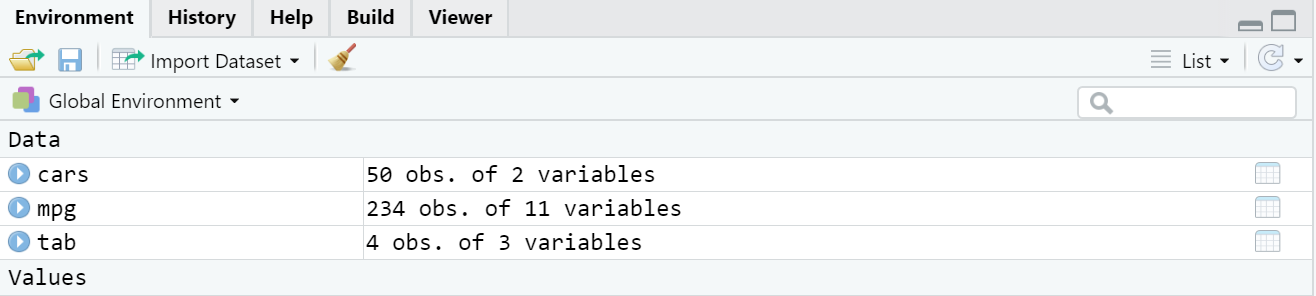 Environment History Help Build Viewer
Import Dataset List
Global Environment
Data
cars 50 obs. of 2 variables
mpg 234 obs. of 11 variables
tab 4 obs. of 3 variables
Values